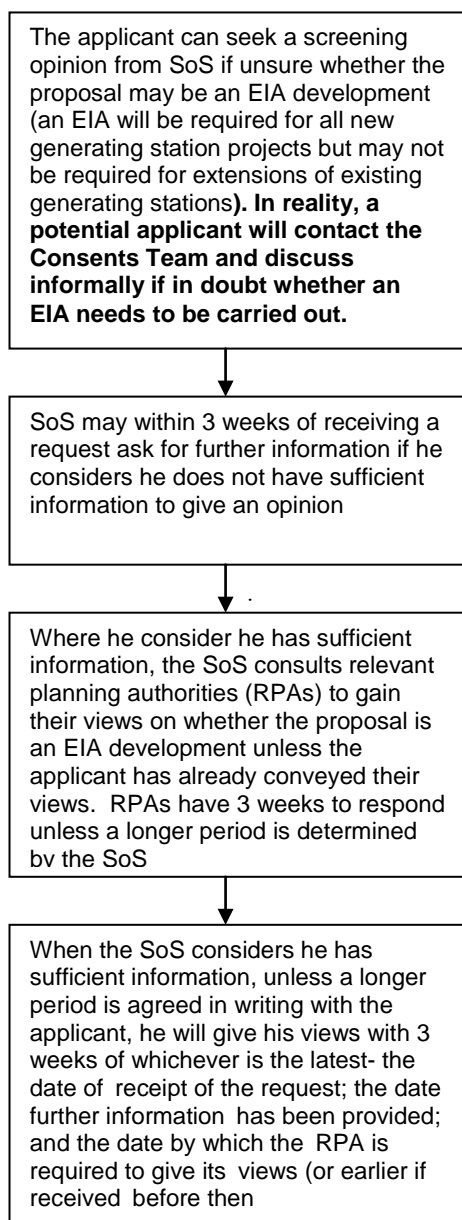 The applicant can seek a screening
opinion from SoS if unsure whether the
proposal may be an EIA development
(an EIA will be required for all new
generating station projects but may not
be required for extensions of existing
generating stations). In reality, a
potential applicant will contact the
Consents Team and discuss
informally if in doubt whether an
EIA needs to be carried out.
SoS may within 3 weeks of receiving a
request ask for further information if he
considers he does not have sufficient
information to give an opinion
.
Where he consider he has sufficient
information, the SoS consults relevant
planning authorities (RPAs) to gain
their views on whether the proposal is
an EIA development unless the
applicant has already conveyed their
views. RPAs have 3 weeks to respond
unless a longer period is determined
by the SoS
When the SoS considers he has
sufficient information, unless a longer
period is agreed in writing with the
applicant, he will give his views with 3
weeks of whichever is the latest- the
date of receipt of the request; the date
further information has been provided;
and the date by which the RPA is
required to give its views (or earlier if
received before then